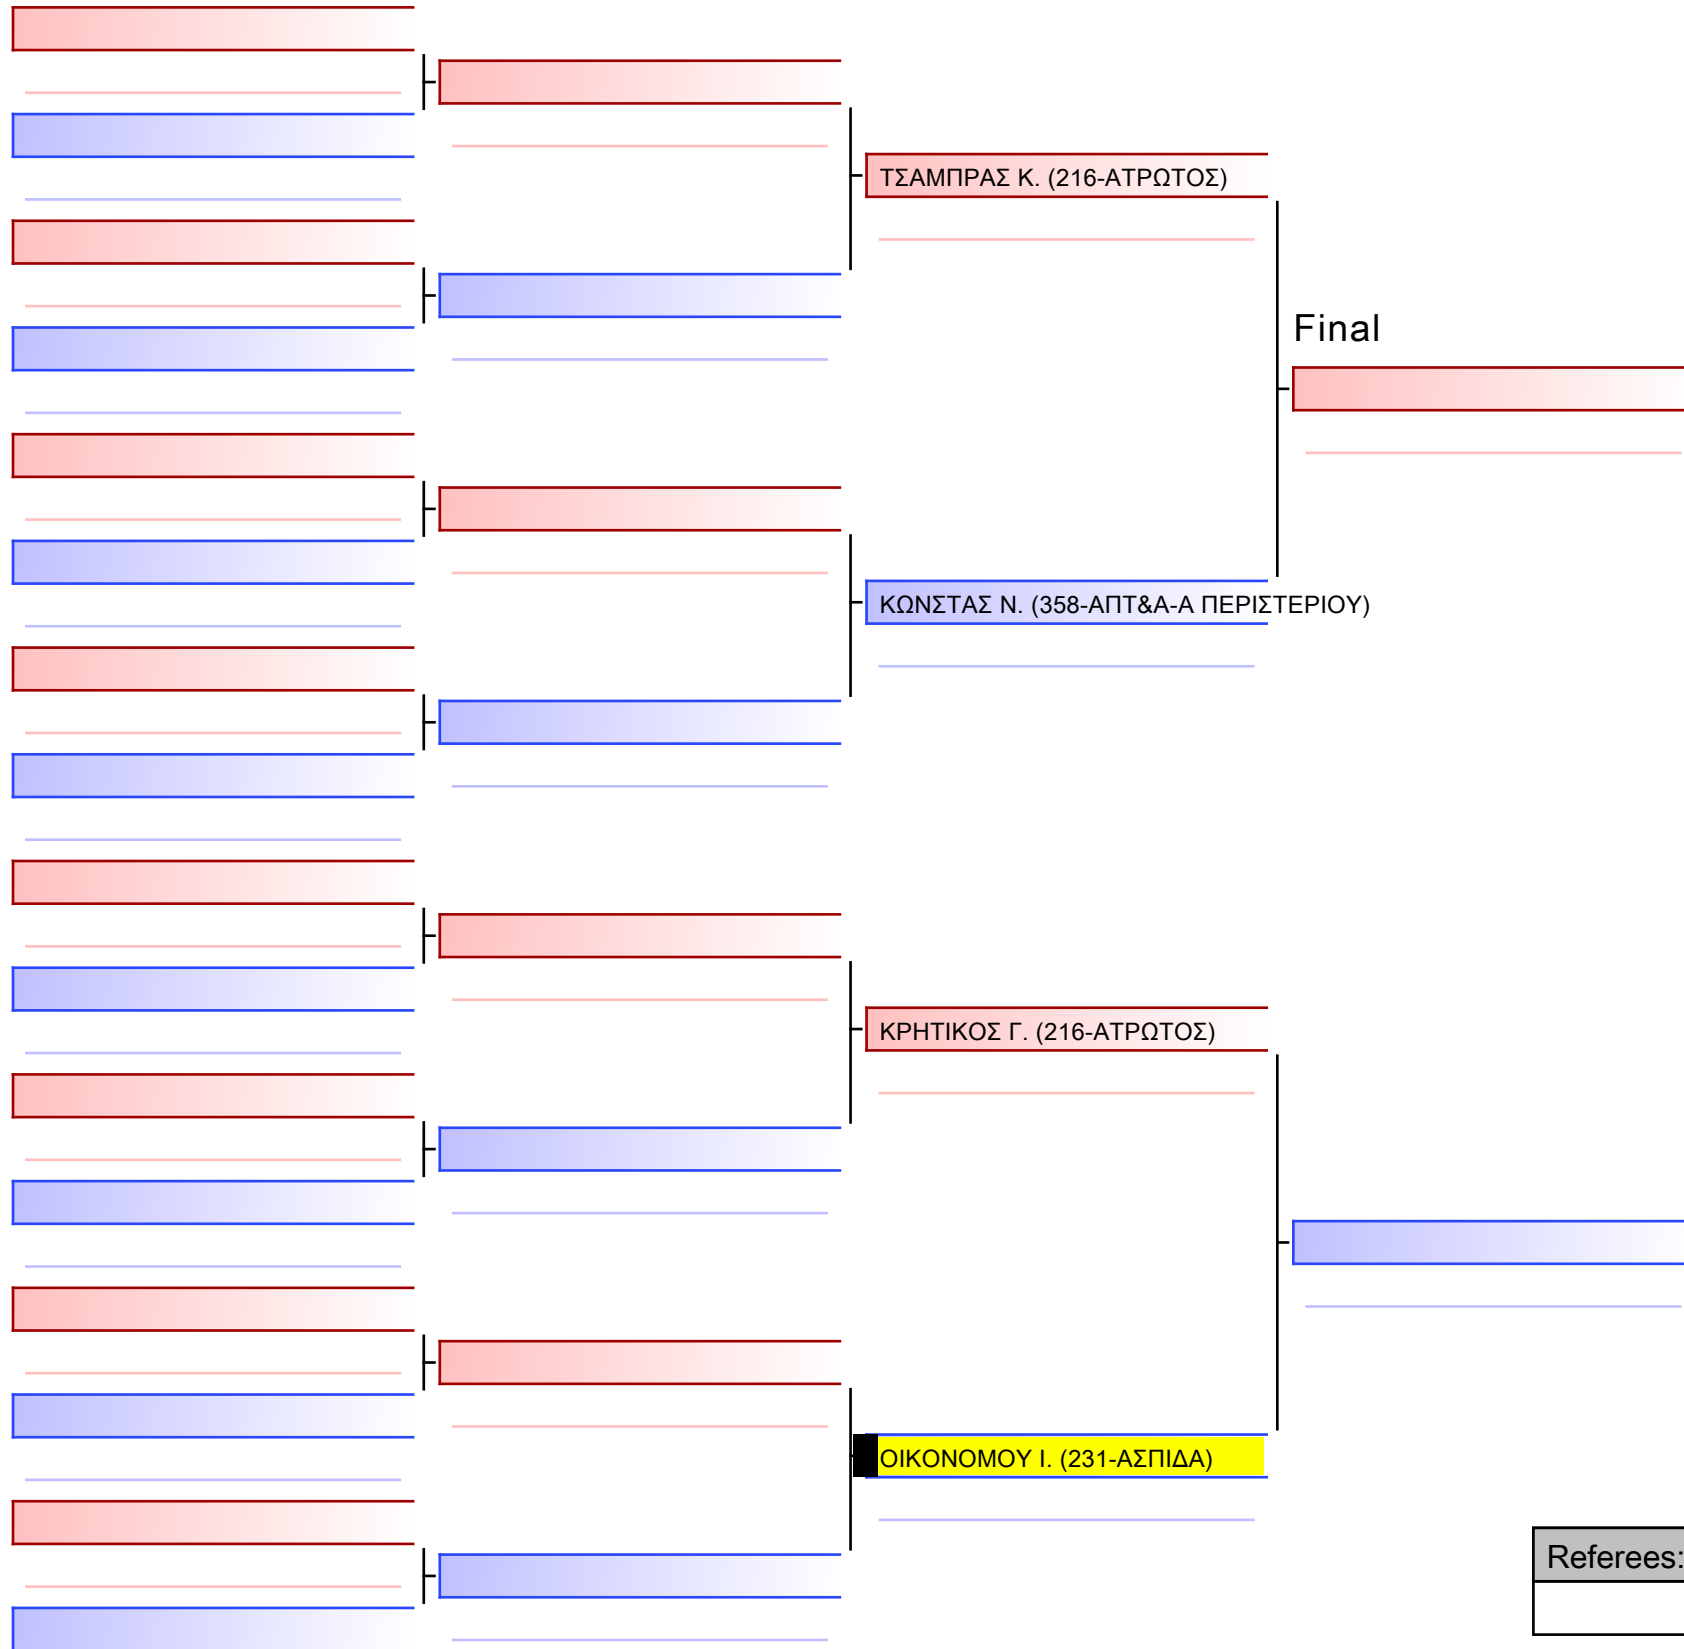 ΤΣΑΜΠΡΑΣ Κ. (216-ΑΤΡΩΤΟΣ)
Final
ΚΩΝΣΤΑΣ Ν. (358-ΑΠΤ&Α-Α ΠΕΡΙΣΤΕΡΙΟΥ)
ΚΡΗΤΙΚΟΣ Γ. (216-ΑΤΡΩΤΟΣ)
ΟΙΚΟΝΟΜΟΥ Ι. (231-ΑΣΠΙΔΑ)
Referees: